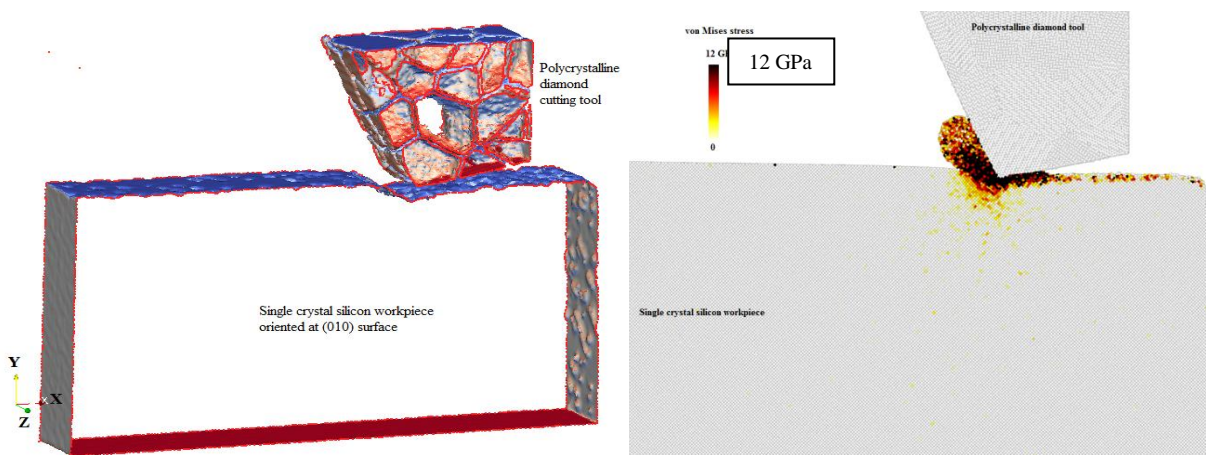 Polycrystalline
diamond
cutting tool
Single crystal silicon workpiece
oriented at (010) surface
Y
X
Z
von Mises stress
12 GPa
0
Polycrystalline diamond tool
Single crystal silicon workpiece